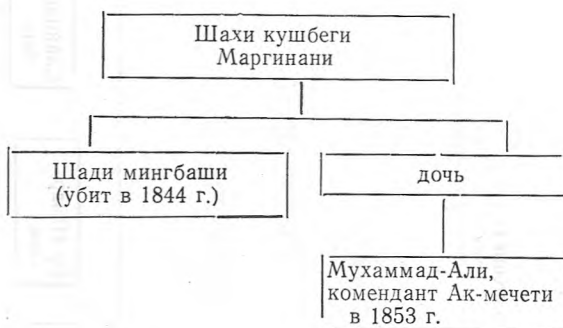 Шахи кушбеги
Маргинани
Шади мингбаши
(убит в 1844 г.)
дочь
Мухаммад-Али,
комендант Ак-мечети
в 1853 г.